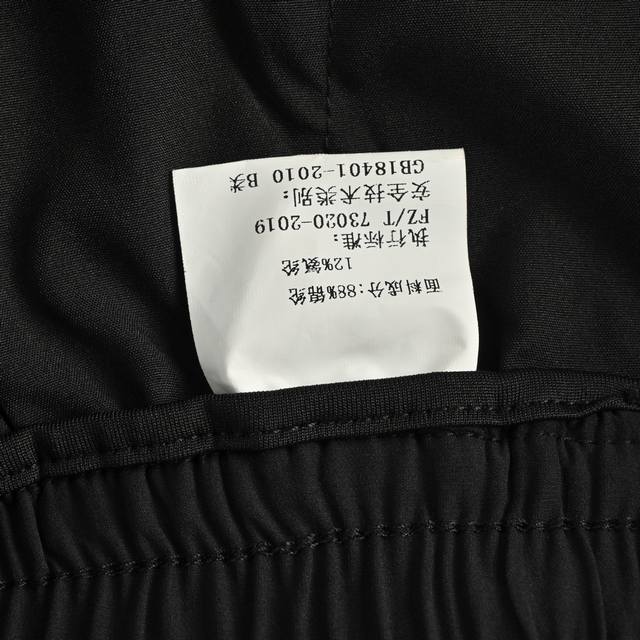 面料成分:88%锦纶
12%氨纶
执行标准:
FZ/T 73020-2019
安全技术类别:
GB18401-2010 B类